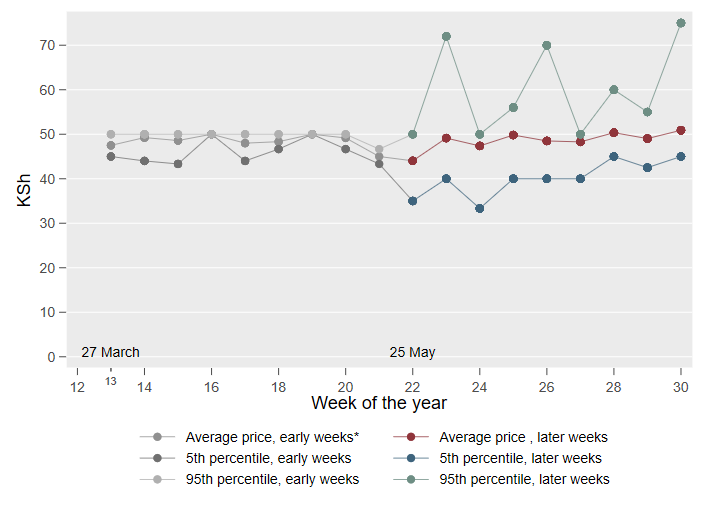 KSh
70
60
50
40
30
20
10
0
27 March
25 May
12 13 14 16 18 20 22 24 26 28 30
Week of the year
Average price, early weeks*
Average price , later weeks
5th percentile, early weeks
5th percentile, later weeks
95th percentile, early weeks
95th percentile, later weeks